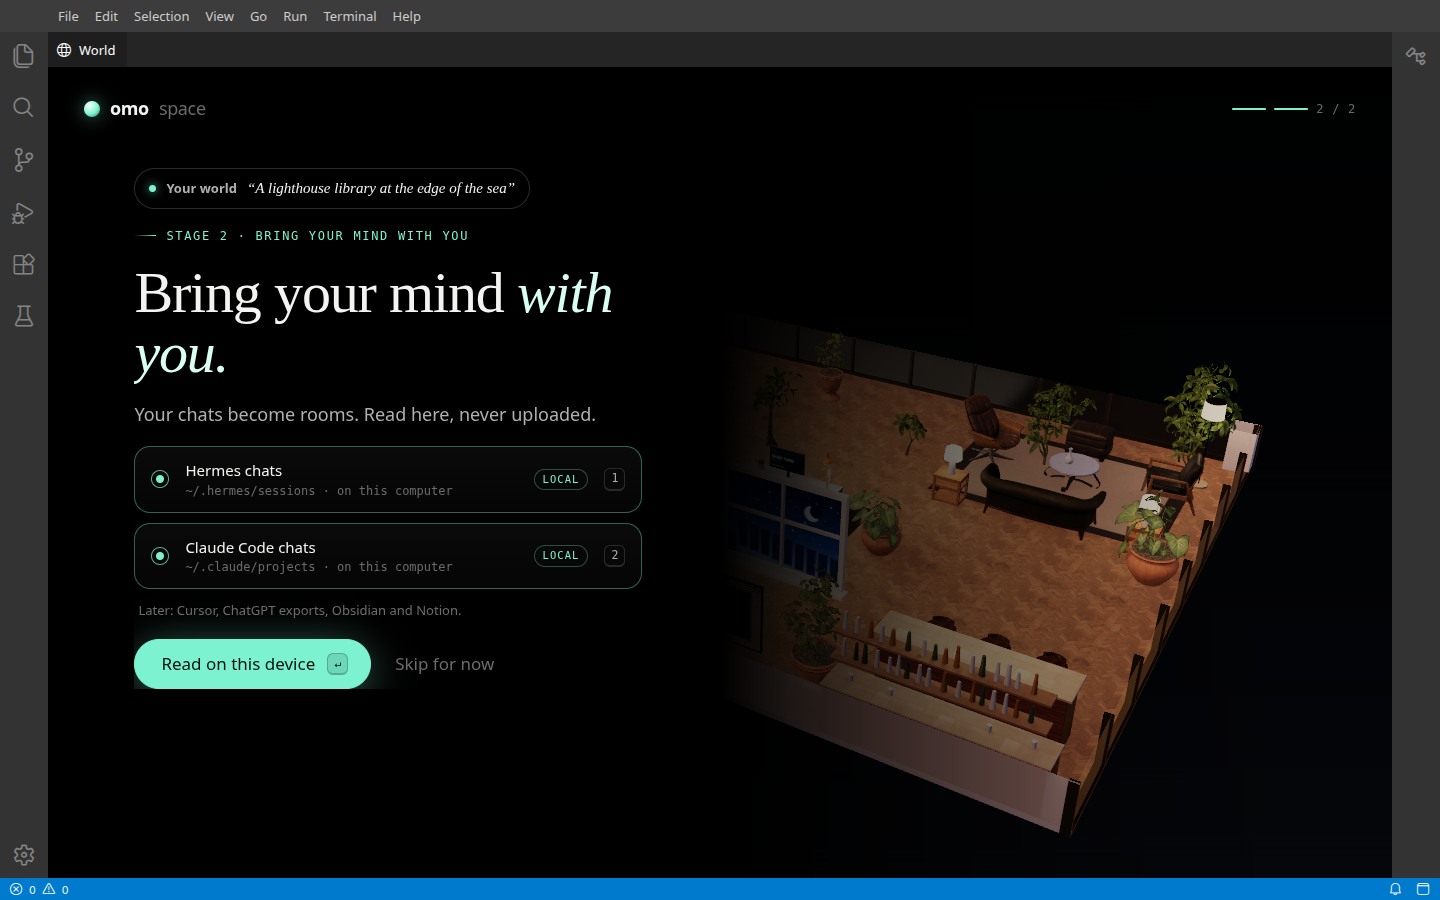 File Edit Selection View Go Run Terminal Help
World
omo space
2 / 2
Your world “A lighthouse library at the edge of the sea”
STAGE 2 · BRING YOUR MIND WITH YOU
Bring your mind with
you.
Your chats become rooms. Read here, never uploaded.
Hermes chats
~/.hermes/sessions · on this computer
LOCAL 1
Claude Code chats
~/.claude/projects · on this computer
LOCAL 2
Later: Cursor, ChatGPT exports, Obsidian and Notion.
Read on this device ↵ Skip for now
0 0